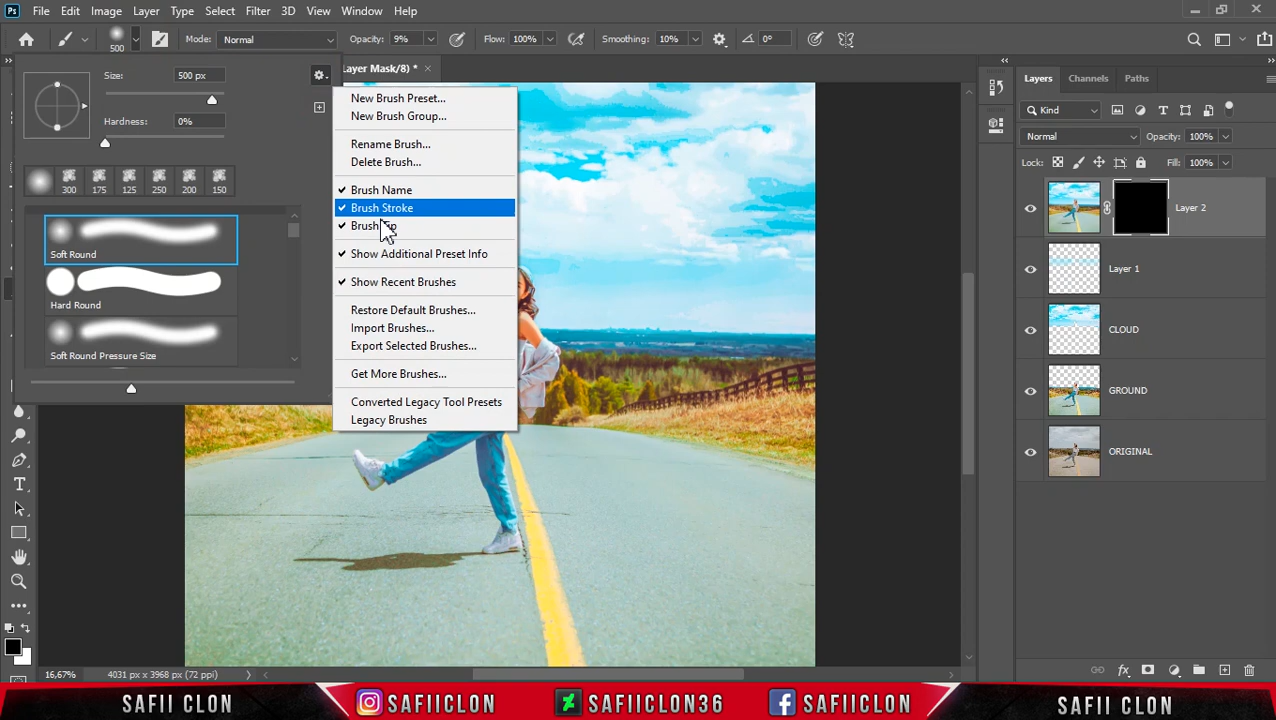 Ps File Edit Image Layer Type Select Filter 3D View Window Help
500 Mode: Normal Opacity: 9% Flow: 100% Smoothing: 10% 0°
Layer Mask/8) * ×
Size: 500 px
Hardness: 0%
300 175 125 250 200 150
Soft Round
Hard Round
Soft Round Pressure Size
New Brush Preset...
New Brush Group...
Rename Brush...
Delete Brush...
Brush Name
Brush Stroke
Brush
Show Additional Preset Info
Show Recent Brushes
Restore Default Brushes...
Import Brushes...
Export Selected Brushes...
Get More Brushes...
Converted Legacy Tool Presets
Legacy Brushes
Layers Channels Paths
Kind
Normal Opacity: 100%
Lock: Fill: 100%
Layer 2
Layer 1
CLOUD
GROUND
ORIGINAL
16,67% 4031 px x 3968 px (72 ppi)
SAFII CLON SAFIICLON SAFIICLON36 SAFIICLON SAFII CLON